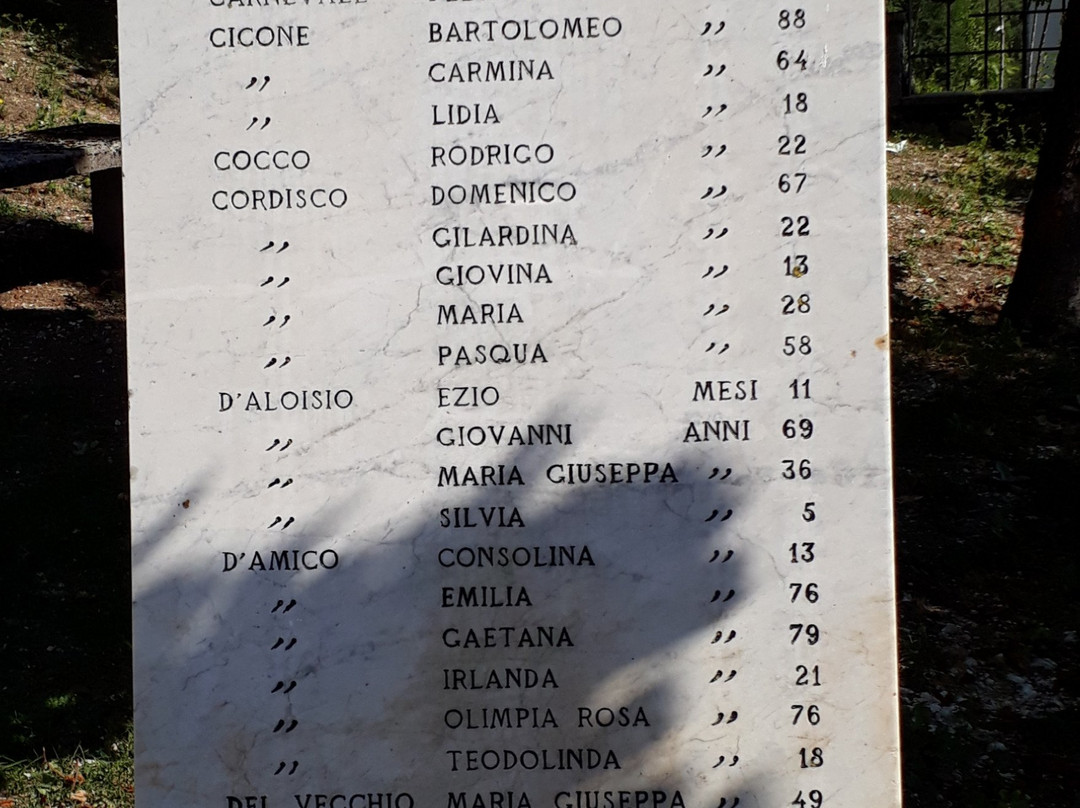 CARNEVALE
CICONE BARTOLOMEO ,, 88
,, CARMINA ,, 64
,, LIDIA ,, 18
COCCO RODRIGO ,, 22
CORDISCO DOMENICO ,, 67
,, GILARDINA ,, 22
,, GIOVINA ,, 13
,, MARIA ,, 28
,, PASQUA ,, 58
D'ALOISIO EZIO MESI 11
,, GIOVANNI ANNI 69
,, MARIA GIUSEPPA ,, 36
,, SILVIA ,, 5
D'AMICO CONSOLINA ,, 13
,, EMILIA ,, 76
,, GAETANA ,, 79
,, IRLANDA ,, 21
,, OLIMPIA ROSA ,, 76
,, TEODOLINDA ,, 18
DEL VECCHIO MARIA GIUSEPPA ,, 49